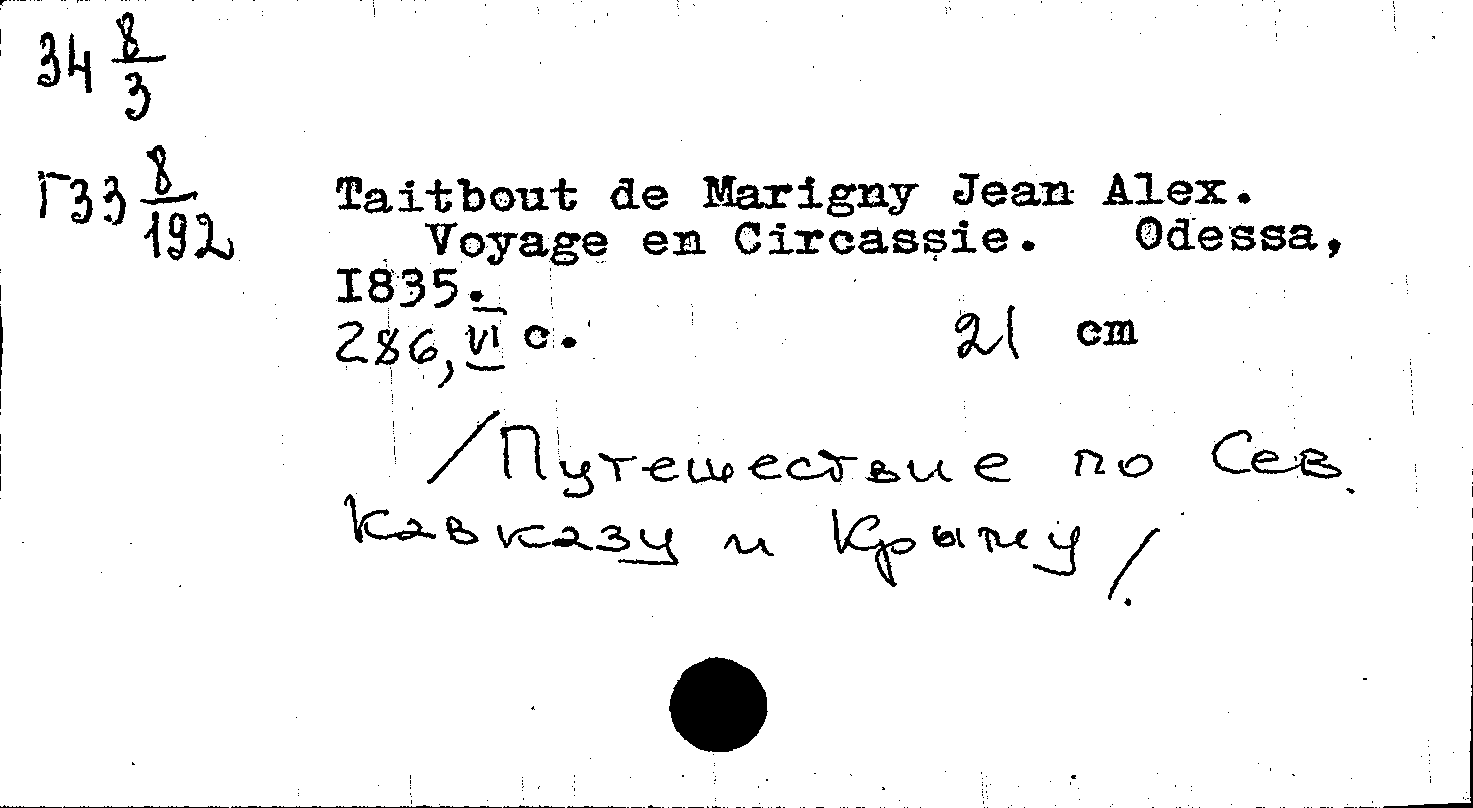 34 8/3
Г33 8/192
Taitbout de Marigny Jean Alex.
Voyage en Circassie. Odessa,
I835.
286, VI c. 21 cm
/Путешествие по Сев.
Кавказу и Крыму/.